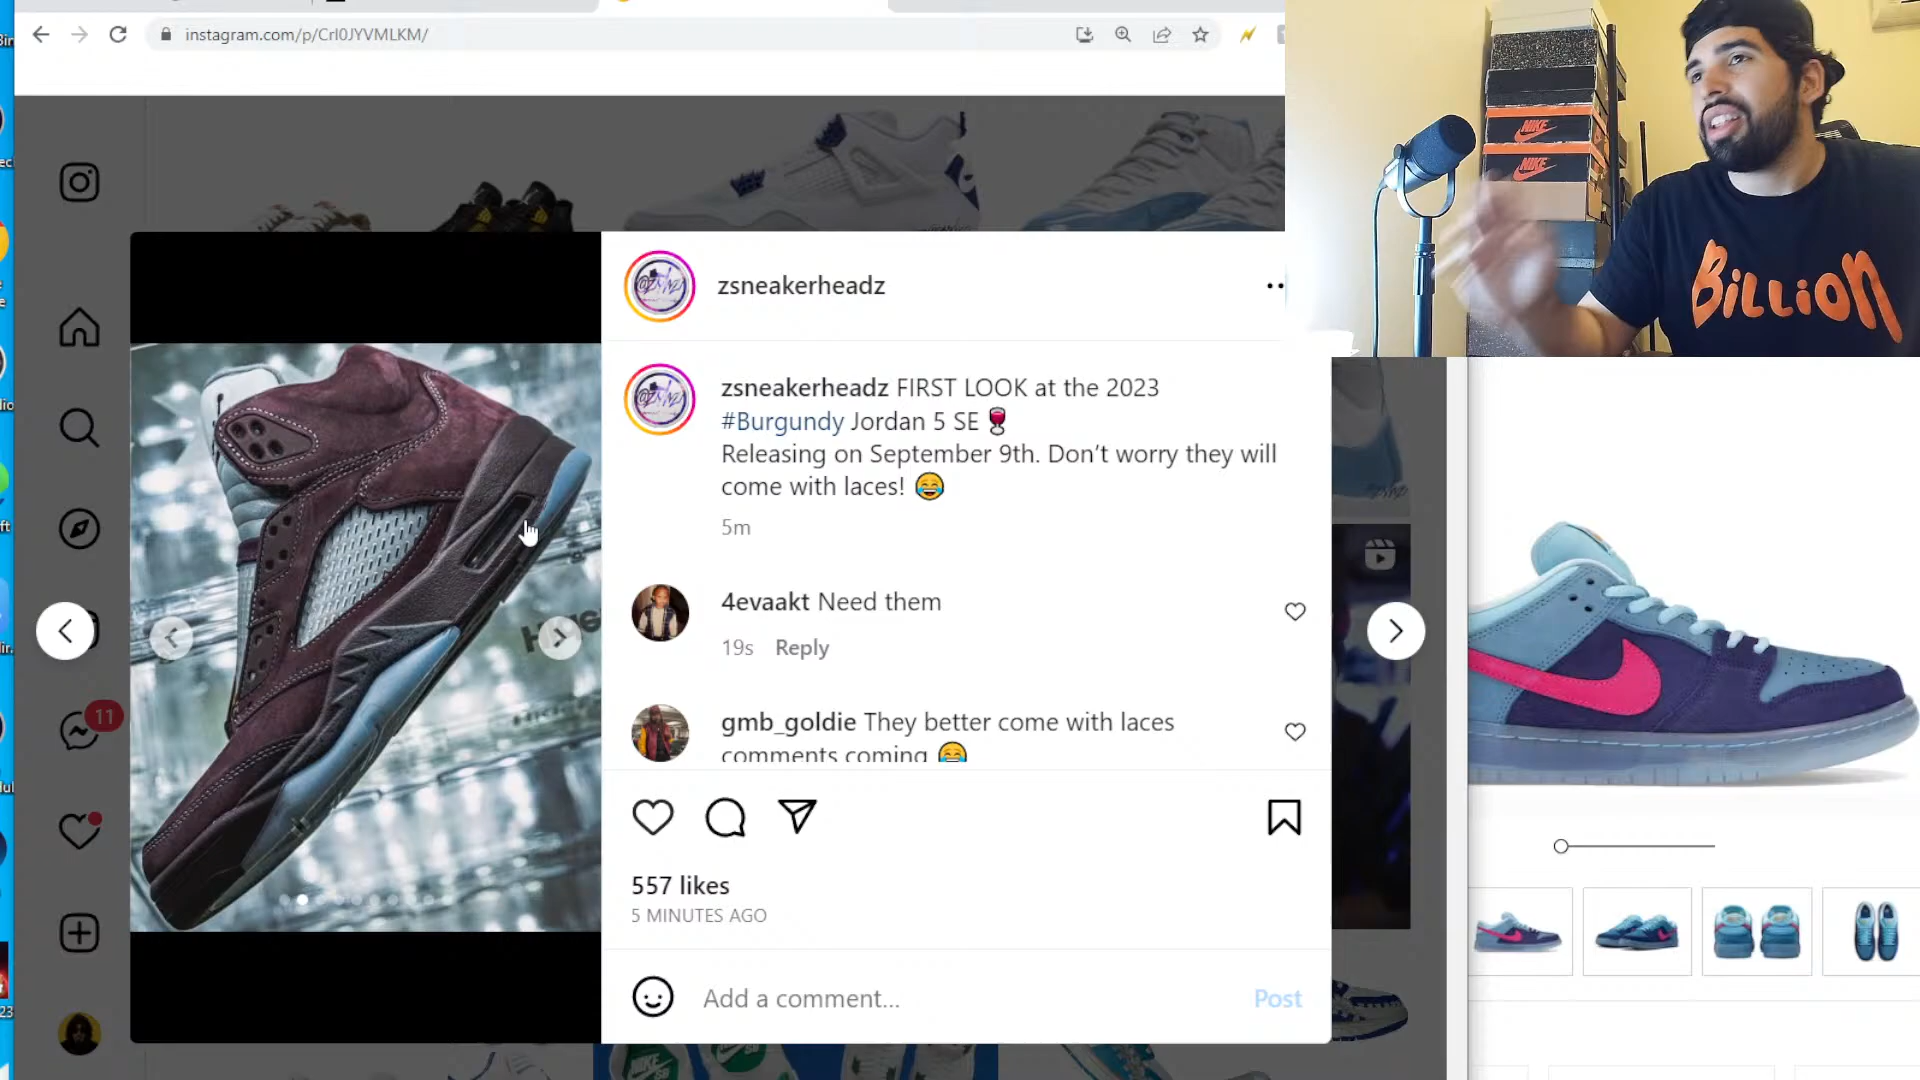 instagram.com/p/CrI0JYVMLKM/
NIKE
NIKE
BILLION
zsneakerheadz
zsneakerheadz FIRST LOOK at the 2023
#Burgundy Jordan 5 SE 🍷
Releasing on September 9th. Don’t worry they will
come with laces! 😂
5m
4evaakt Need them
19s Reply
gmb_goldie They better come with laces
comments coming 😂
11
557 likes
5 MINUTES AGO
Add a comment...
Post